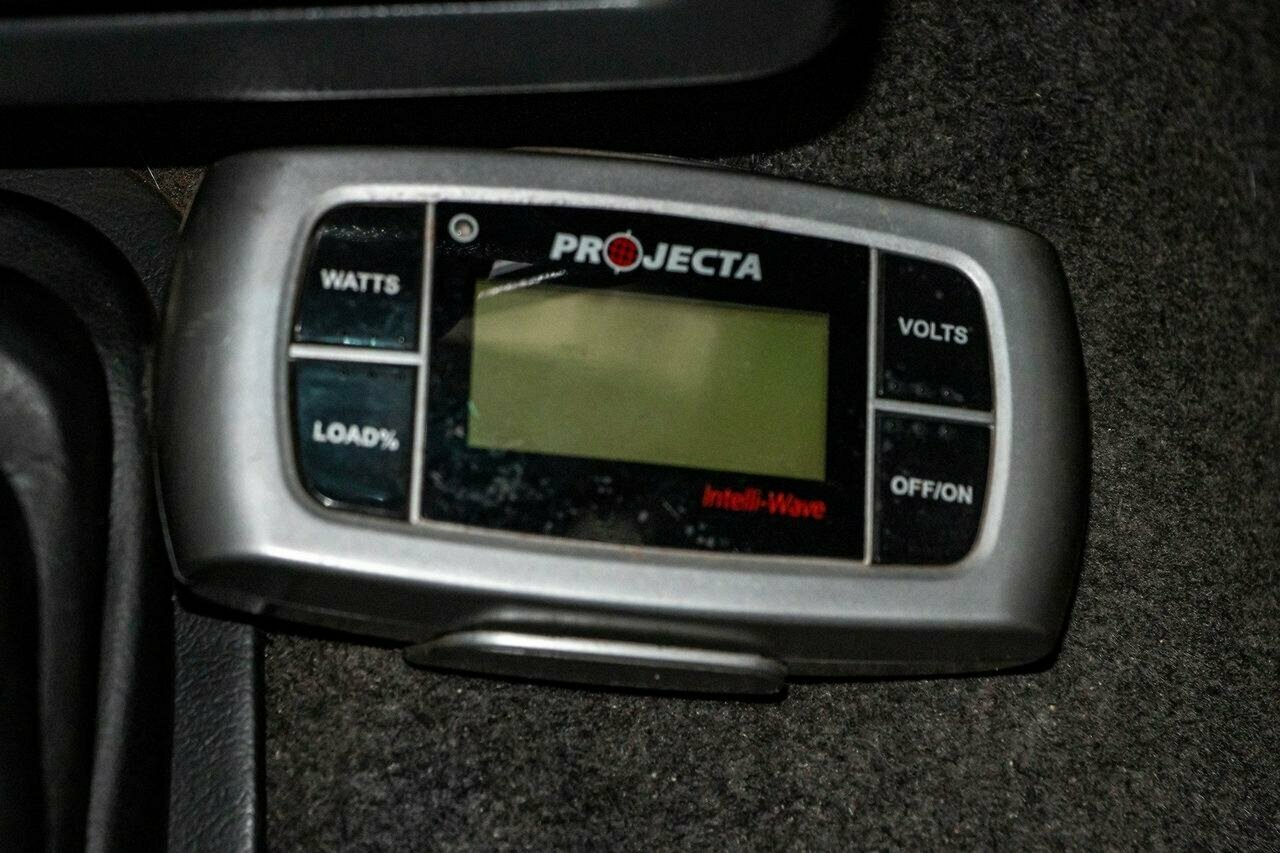 PROJECTA
WATTS
VOLTS
LOAD%
OFF/ON
Intelli-Wave